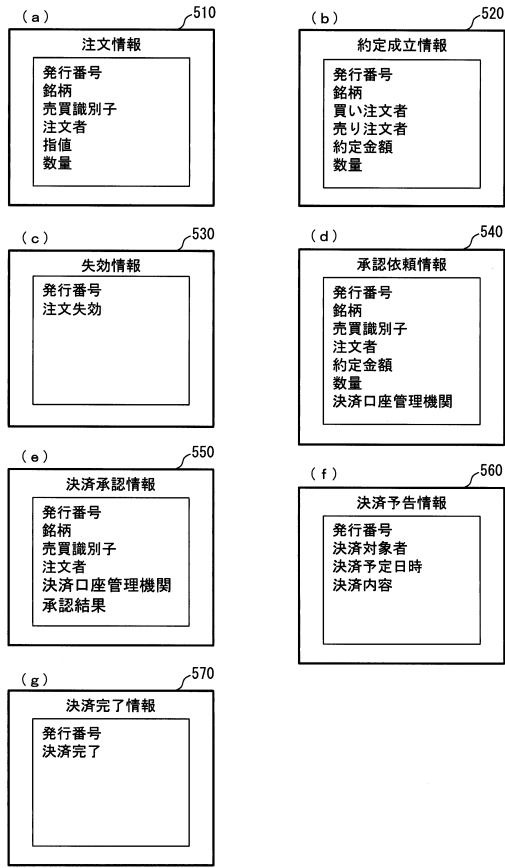 (a)
510
注文情報
発行番号
銘柄
売買識別子
注文者
指値
数量
(b)
520
約定成立情報
発行番号
銘柄
買い注文者
売り注文者
約定金額
数量
(c)
530
失効情報
発行番号
注文失効
(d)
540
承認依頼情報
発行番号
銘柄
売買識別子
注文者
約定金額
数量
決済口座管理機関
(e)
550
決済承認情報
発行番号
銘柄
売買識別子
注文者
決済口座管理機関
承認結果
(f)
560
決済予告情報
発行番号
決済対象者
決済予定日時
決済内容
(g)
570
決済完了情報
発行番号
決済完了